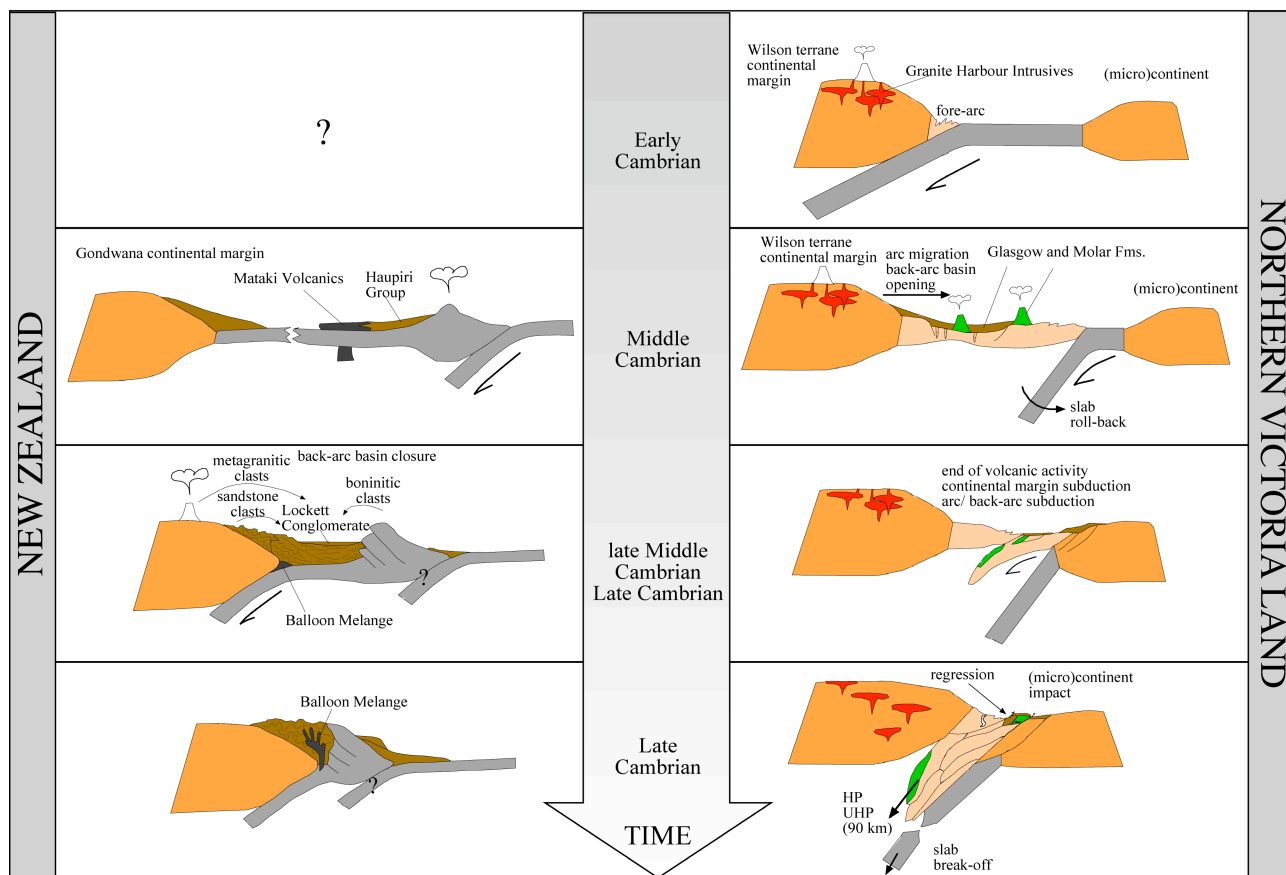 NEW ZEALAND
NORTHERN VICTORIA LAND
?
Early
Cambrian
Wilson terrane
continental
margin
Granite Harbour Intrusives
(micro)continent
fore-arc
Gondwana continental margin
Mataki Volcanics
Haupiri
Group
Middle
Cambrian
Wilson terrane
continental margin
arc migration
back-arc basin
opening
Glasgow and Molar Fms.
(micro)continent
slab
roll-back
metagranitic
clasts
back-arc basin closure
sandstone
clasts
boninitic
clasts
Lockett
Conglomerate
?
Balloon Melange
late Middle
Cambrian
Late Cambrian
end of volcanic activity
continental margin subduction
arc/ back-arc subduction
Balloon Melange
?
Late
Cambrian
regression
(micro)continent
impact
HP
UHP
(90 km)
slab
break-off
TIME